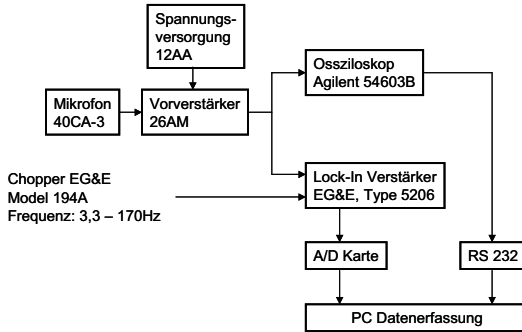 Spannungs-
versorgung
12AA
Mikrofon
40CA-3
Vorverstärker
26AM
Ossziloskop
Agilent 54603B
Chopper EG&E
Model 194A
Frequenz: 3,3 – 170Hz
Lock-In Verstärker
EG&E, Type 5206
A/D Karte
RS 232
PC Datenerfassung